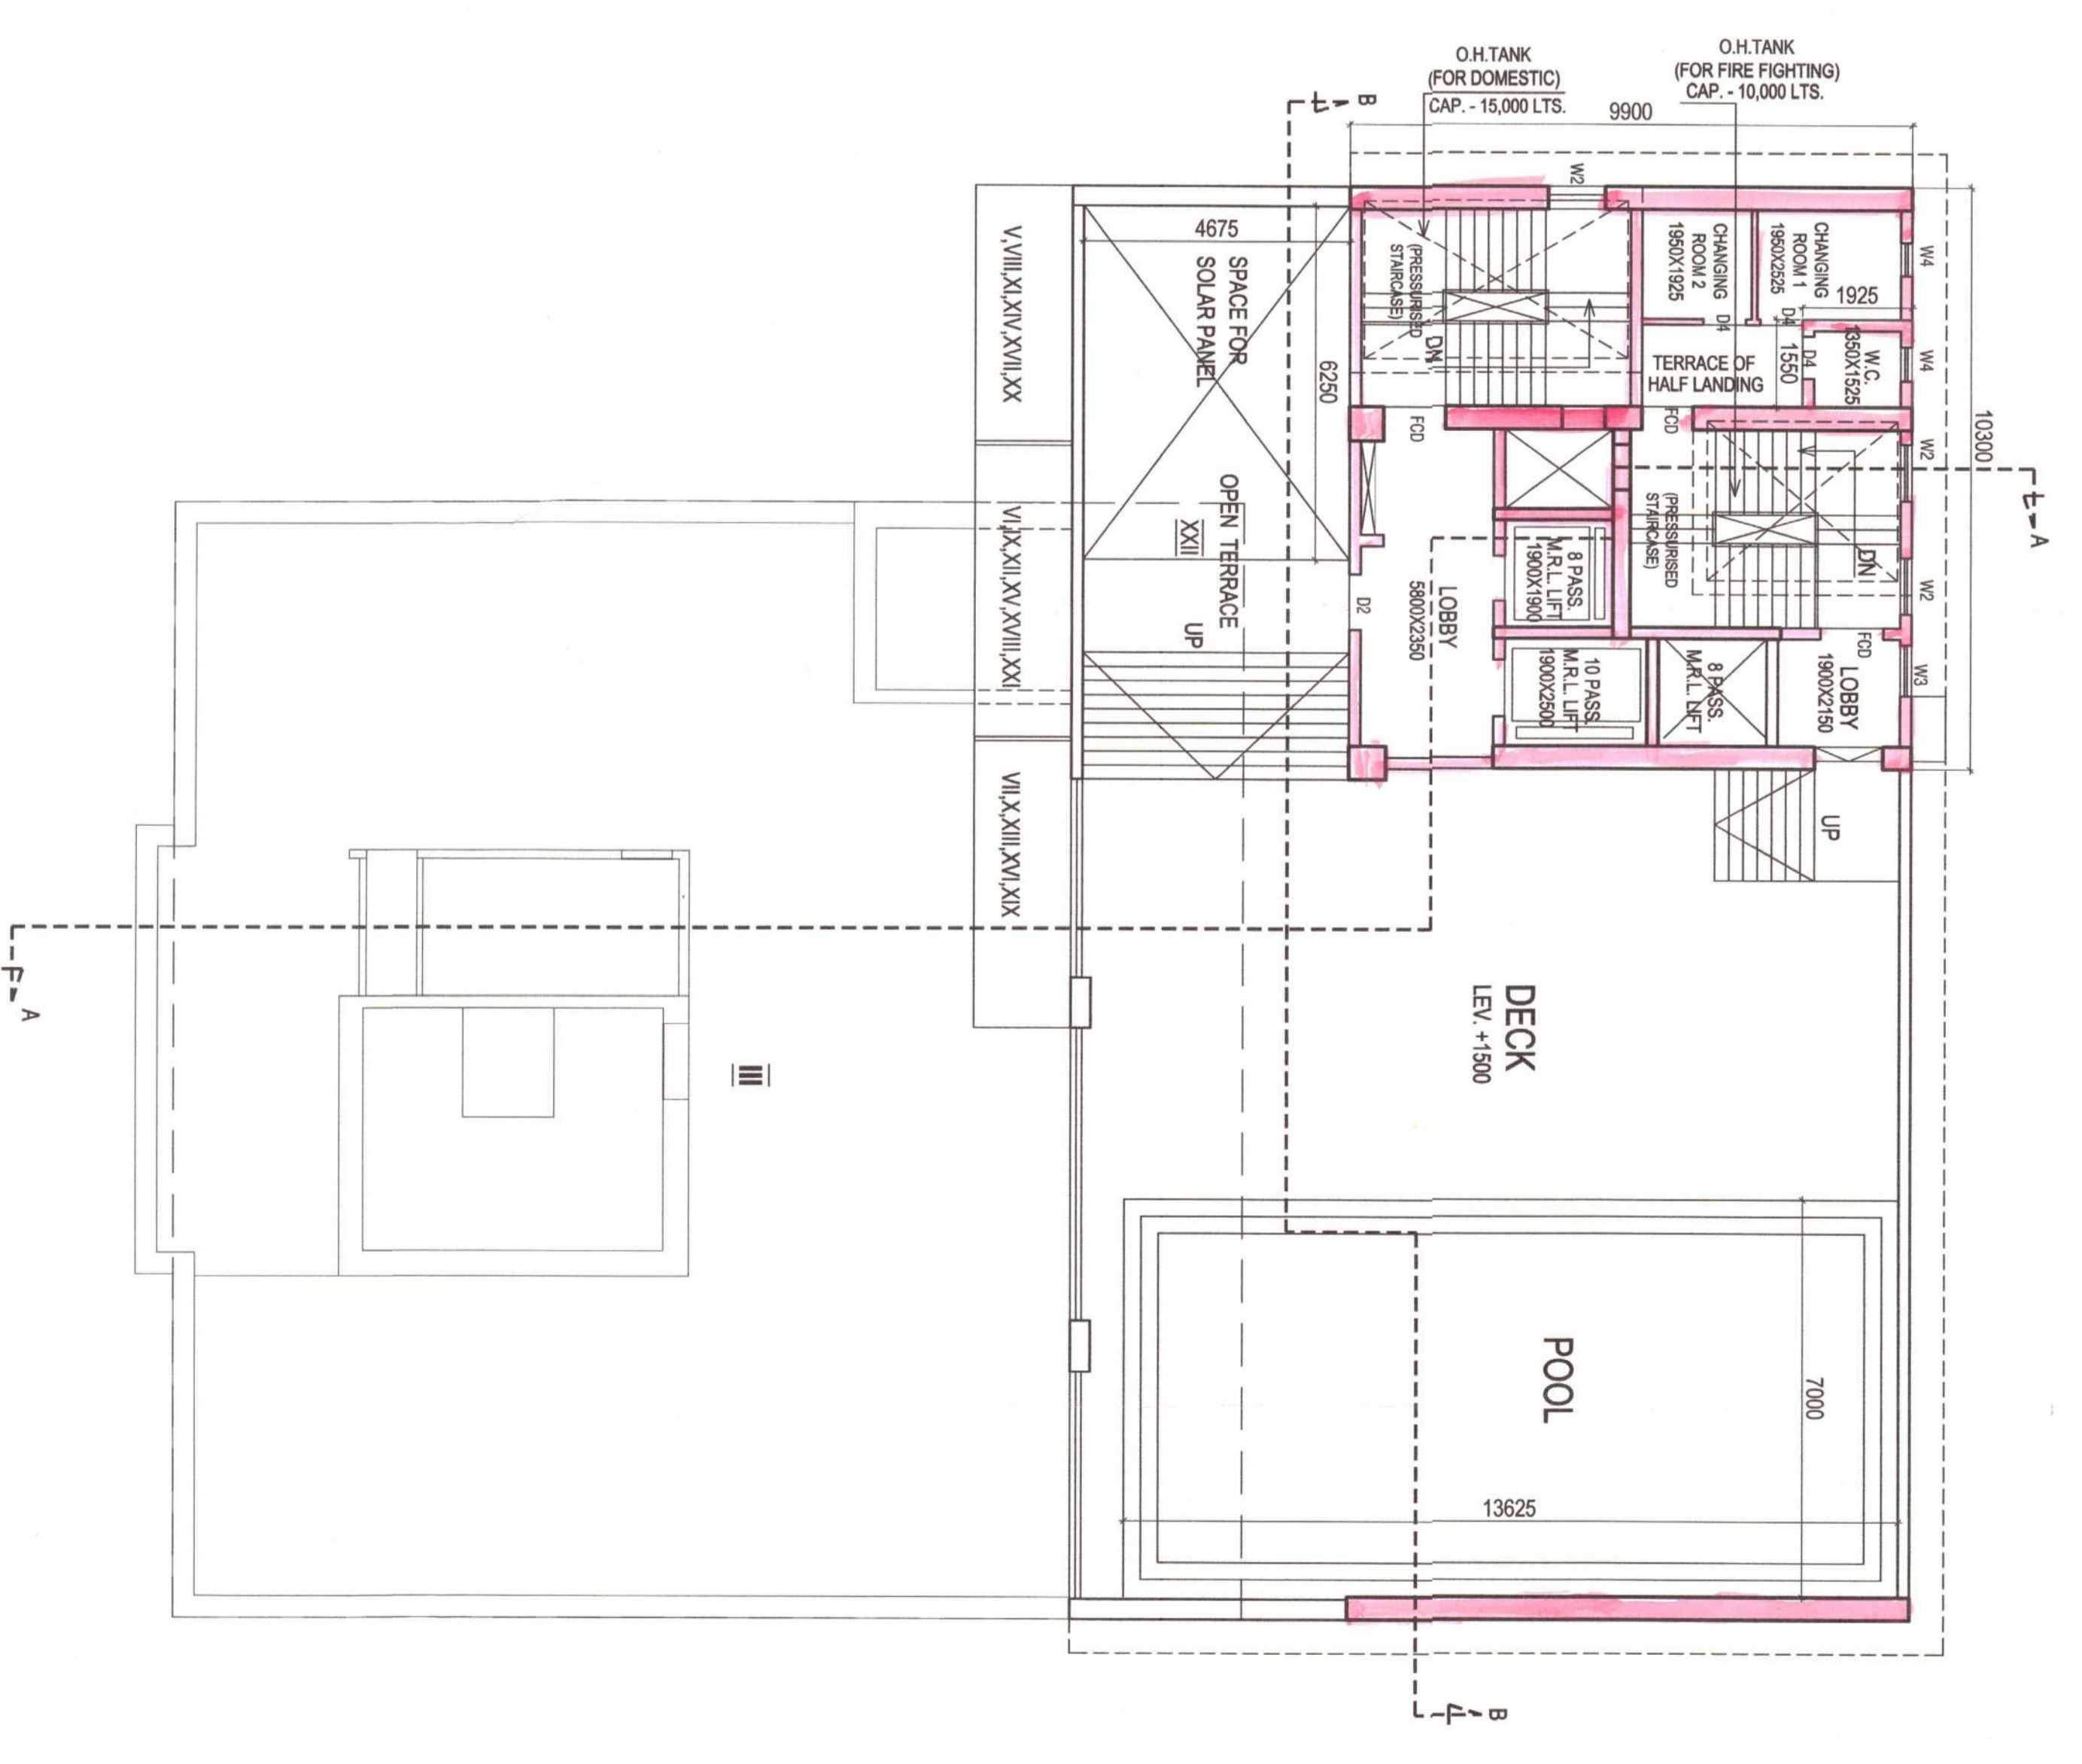 O.H.TANK
(FOR DOMESTIC)
CAP. - 15,000 LTS.
O.H.TANK
(FOR FIRE FIGHTING)
CAP. - 10,000 LTS.
9900
B
W2
4675
SPACE FOR
SOLAR PANEL
6250
(PRESSURISED
STAIRCASE)
DN
CHANGING
ROOM 2
1950X1925
CHANGING
ROOM 1
1950X2525
1925
W4
D4
D4
D4
1550
W.C.
1350X1525
W4
TERRACE OF
HALF LANDING
10300
FCD
FCD
W2
A
V,VIII,XI,XIV,XVII,XX
OPEN TERRACE
XXII
UP
VI,IX,XII,XV,XVIII,XXI
D2
LOBBY
5800X2350
8 PASS.
M.R.L. LIFT
1900X1900
(PRESSURISED
STAIRCASE)
DN
W2
10 PASS.
M.R.L. LIFT
1900X2500
8 PASS.
M.R.L. LIFT
FCD
LOBBY
1900X2150
W3
UP
VII,X,XIII,XVI,XIX
A
DECK
LEV. +1500
III
POOL
7000
13625
B